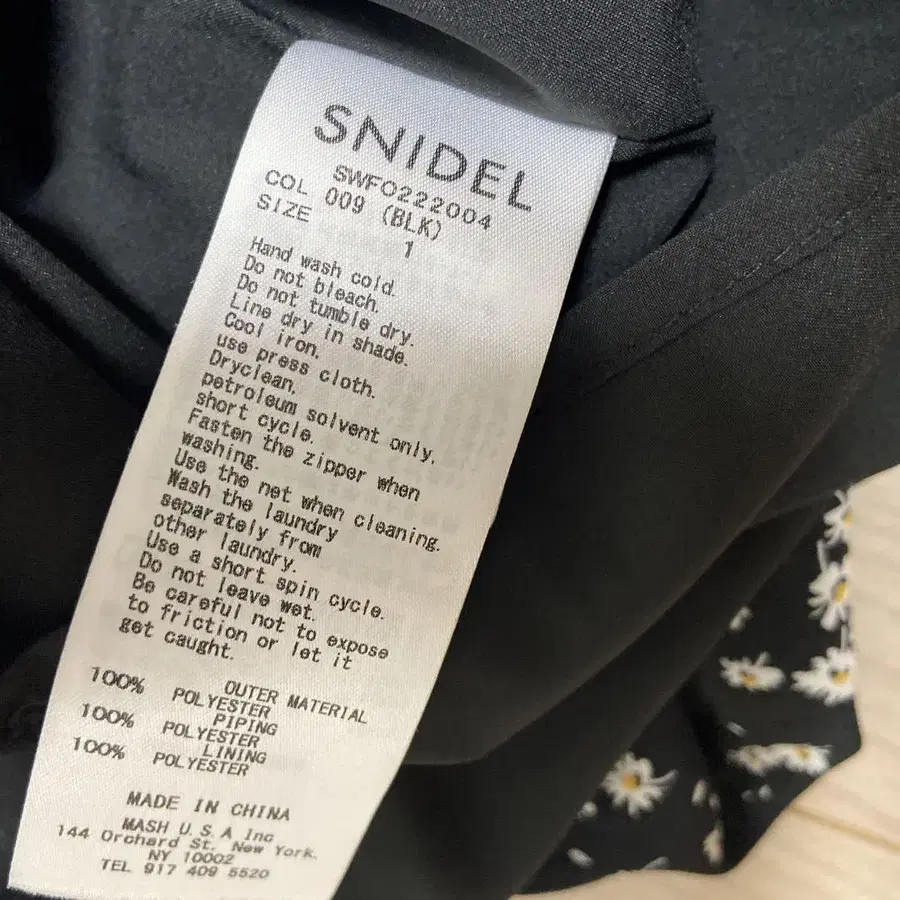 SNIDEL
SWFO222004
COL 009 (BLK)
SIZE 1
Hand wash cold.
Do not bleach.
Do not tumble dry.
Line dry in shade.
Cool iron.
use press cloth.
Dryclean.
petroleum solvent only.
short cycle.
Fasten the zipper when
washing.
Use the net when cleaning.
Wash the laundry
separately from
other laundry.
Use a short spin cycle.
Do not leave wet.
Be careful not to expose
to friction or let it
get caught.
OUTER MATERIAL
100% POLYESTER
PIPING
100% POLYESTER
LINING
100% POLYESTER
MADE IN CHINA
MASH U.S.A Inc
144 Orchard St. New York.
NY 10002
TEL 917 409 5520